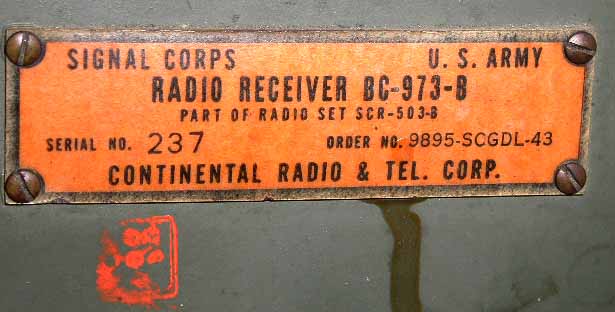 SIGNAL CORPS U. S. ARMY
RADIO RECEIVER BC-973-B
PART OF RADIO SET SCR-503-B
SERIAL NO. 237 ORDER NO. 9895-SCGDL-43
CONTINENTAL RADIO & TEL. CORP.